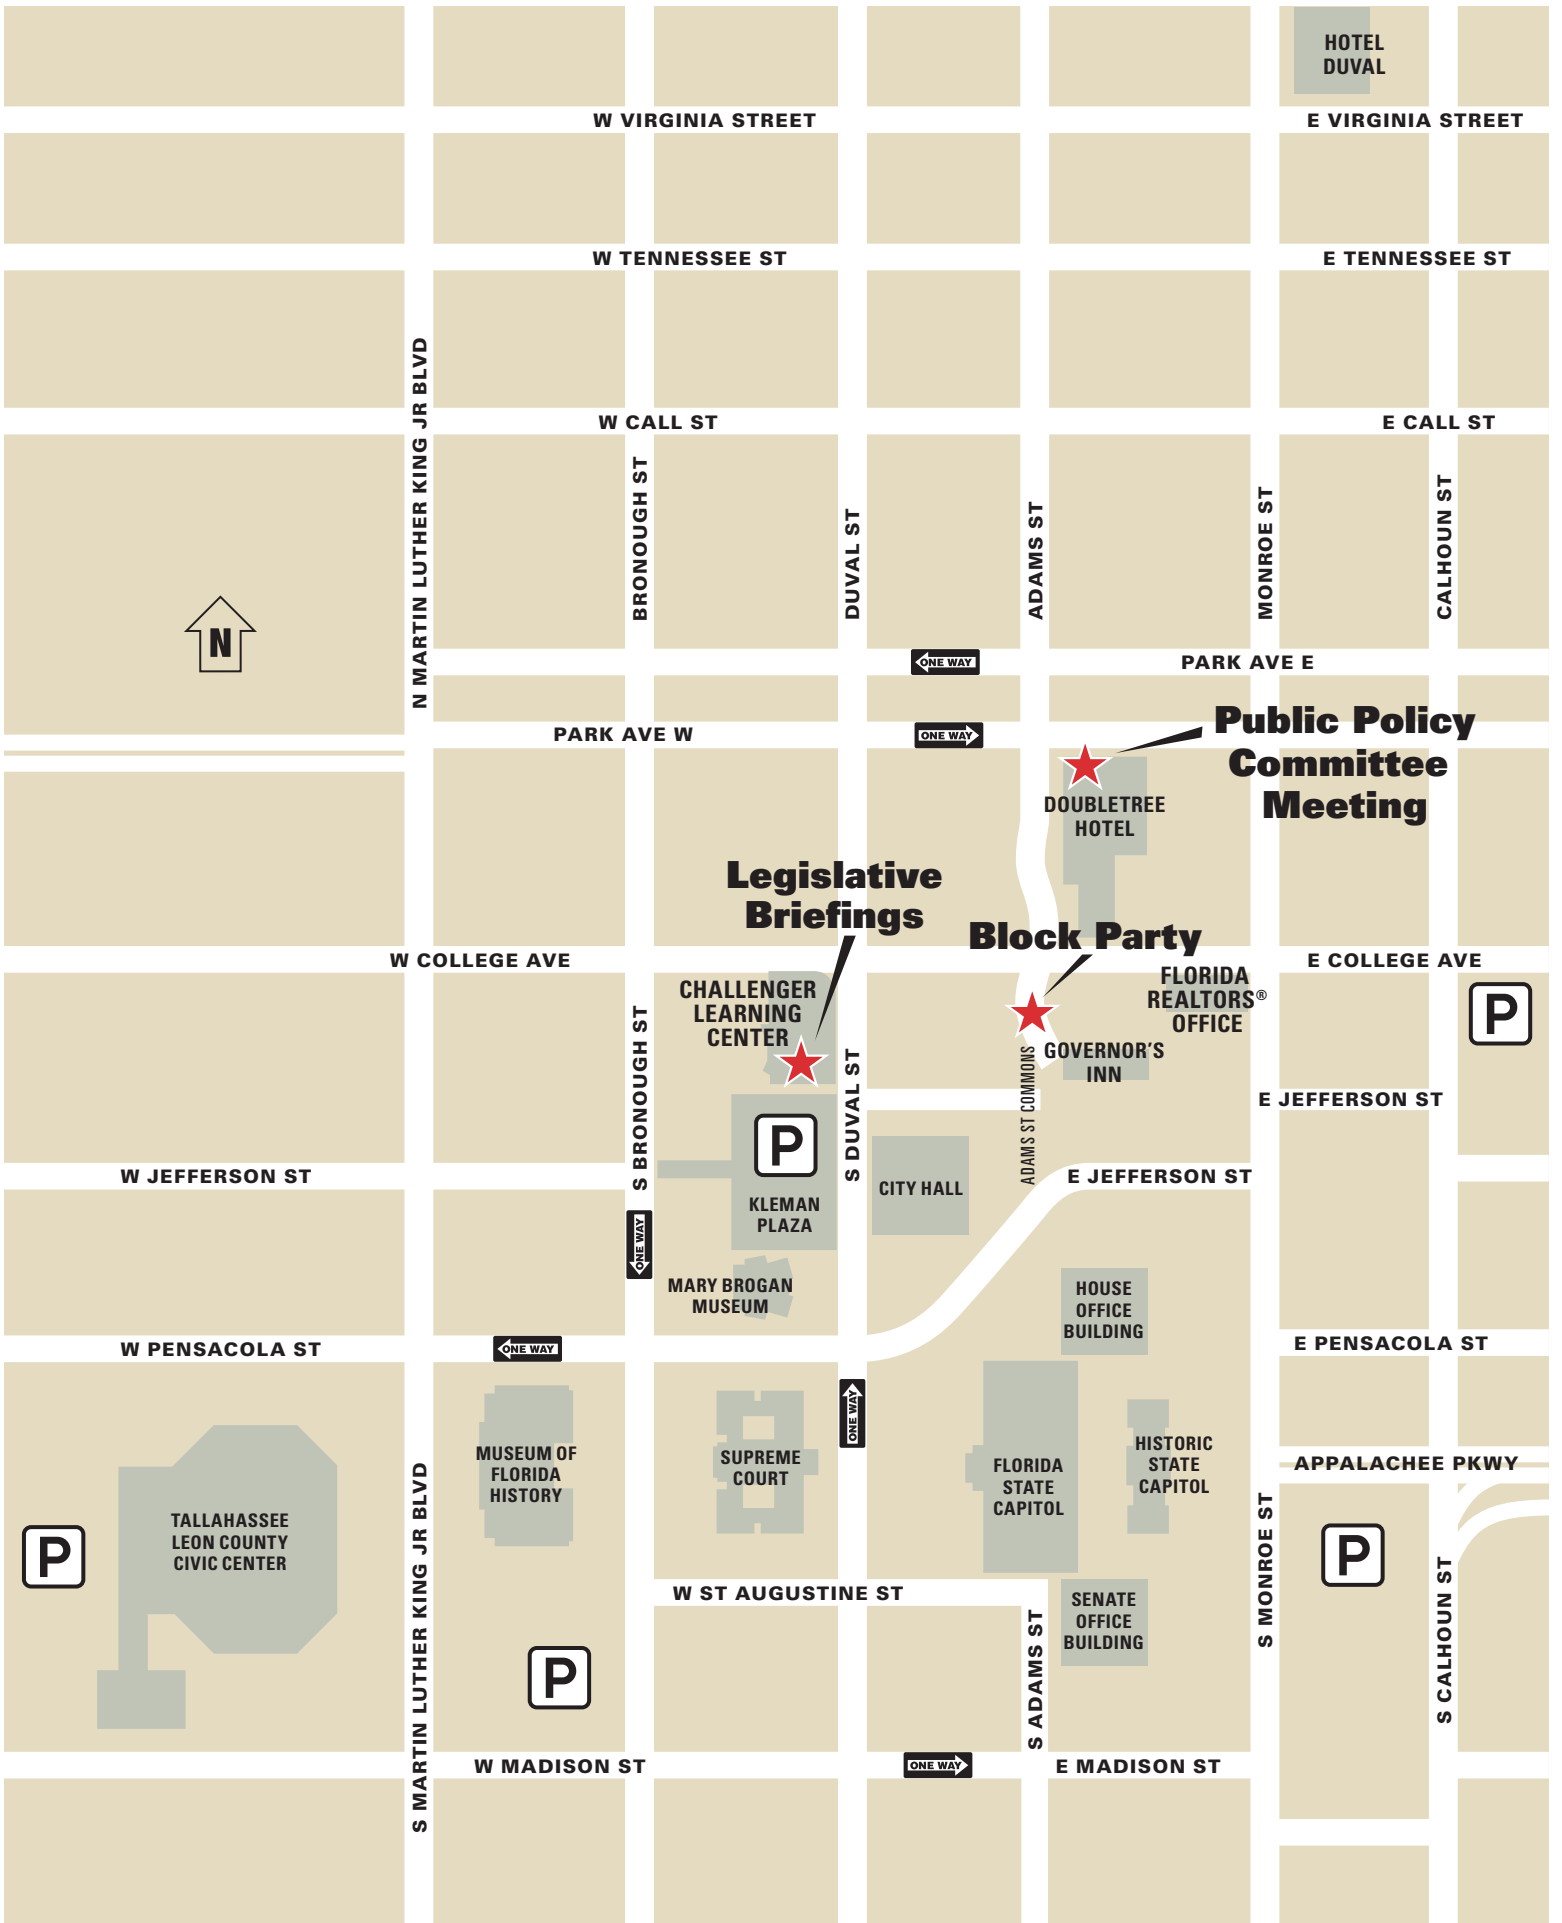 HOTEL
DUVAL
W VIRGINIA STREET
E VIRGINIA STREET
W TENNESSEE ST
E TENNESSEE ST
N MARTIN LUTHER KING JR BLVD
W CALL ST
E CALL ST
BRONOUGH ST
DUVAL ST
ADAMS ST
MONROE ST
CALHOUN ST
N
ONE WAY
PARK AVE E
PARK AVE W
ONE WAY
Public Policy
Committee
Meeting
DOUBLETREE
HOTEL
Legislative
Briefings
Block Party
W COLLEGE AVE
E COLLEGE AVE
CHALLENGER
LEARNING
CENTER
FLORIDA
REALTORS®
OFFICE
P
GOVERNOR'S
INN
S BRONOUGH ST
S DUVAL ST
ADAMS ST COMMONS
E JEFFERSON ST
P
W JEFFERSON ST
E JEFFERSON ST
CITY HALL
KLEMAN
PLAZA
ONE WAY
MARY BROGAN
MUSEUM
HOUSE
OFFICE
BUILDING
W PENSACOLA ST
ONE WAY
E PENSACOLA ST
ONE WAY
MUSEUM OF
FLORIDA
HISTORY
SUPREME
COURT
FLORIDA
STATE
CAPITOL
HISTORIC
STATE
CAPITOL
APPALACHEE PKWY
TALLAHASSEE
LEON COUNTY
CIVIC CENTER
P
P
S MARTIN LUTHER KING JR BLVD
S MONROE ST
S CALHOUN ST
W ST AUGUSTINE ST
SENATE
OFFICE
BUILDING
S ADAMS ST
P
W MADISON ST
ONE WAY
E MADISON ST